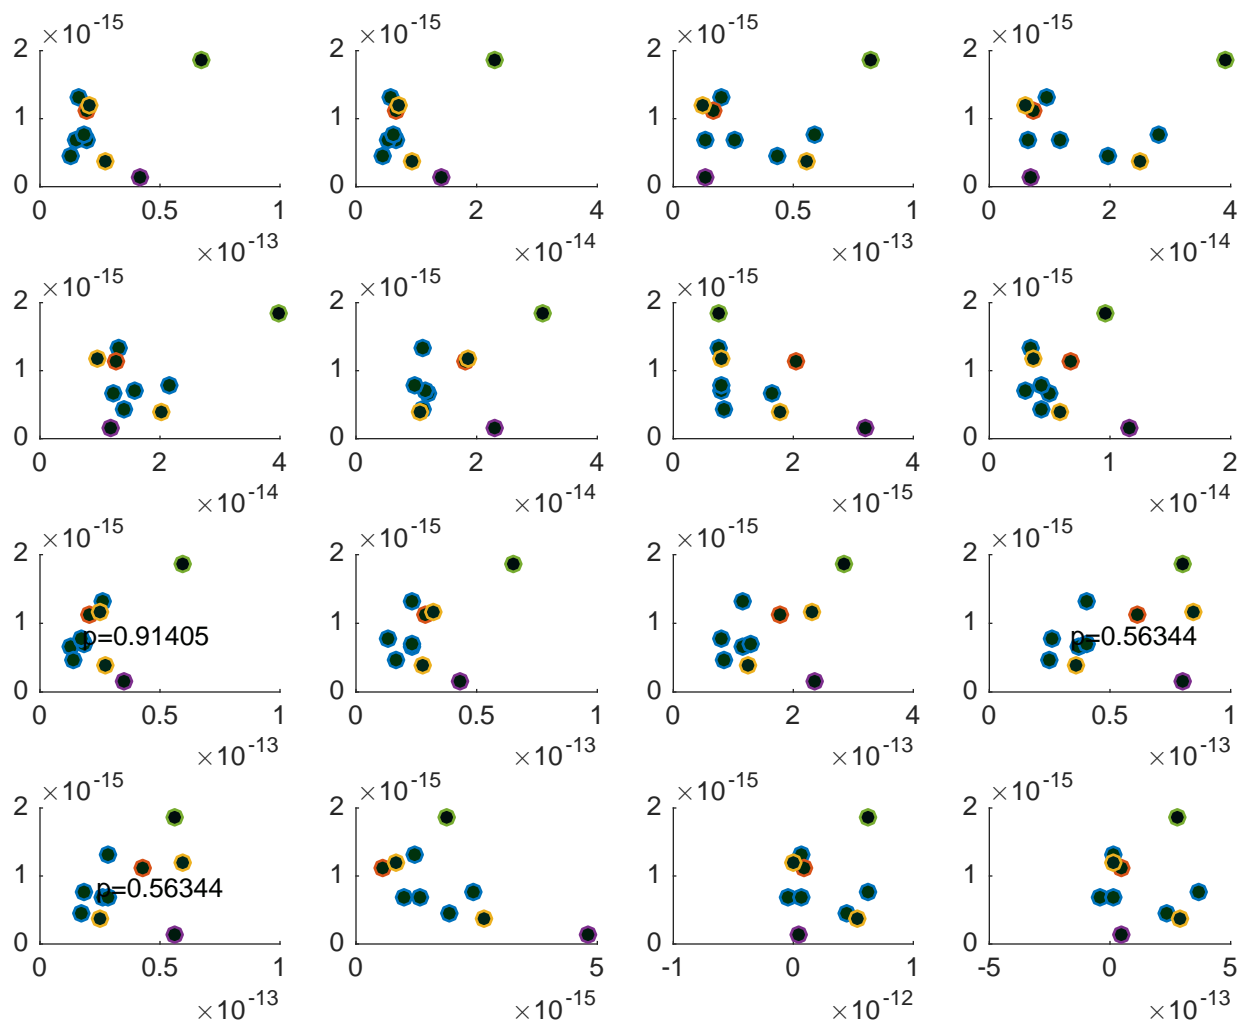 ×10-15 ×10-15 ×10-15 ×10-15
2 2 2 2
1 1 1 1
0 0 0 0
0 0.5 1 0 2 4 0 0.5 1 0 2 4
×10-13 ×10-14 ×10-13 ×10-14
×10-15 ×10-15 ×10-15 ×10-15
2 2 2 2
1 1 1 1
0 0 0 0
0 2 4 0 2 4 0 2 4 0 1 2
×10-14 ×10-14 ×10-15 ×10-14
×10-15 ×10-15 ×10-15 ×10-15
2 2 2 2
1 1 1 1
p=0.91405 p=0.56344
0 0 0 0
0 0.5 1 0 0.5 1 0 2 4 0 0.5 1
×10-13 ×10-13 ×10-13 ×10-13
×10-15 ×10-15 ×10-15 ×10-15
2 2 2 2
1 1 1 1
p=0.56344
0 0 0 0
0 0.5 1 0 5 -1 0 1 -5 0 5
×10-13 ×10-15 ×10-12 ×10-13